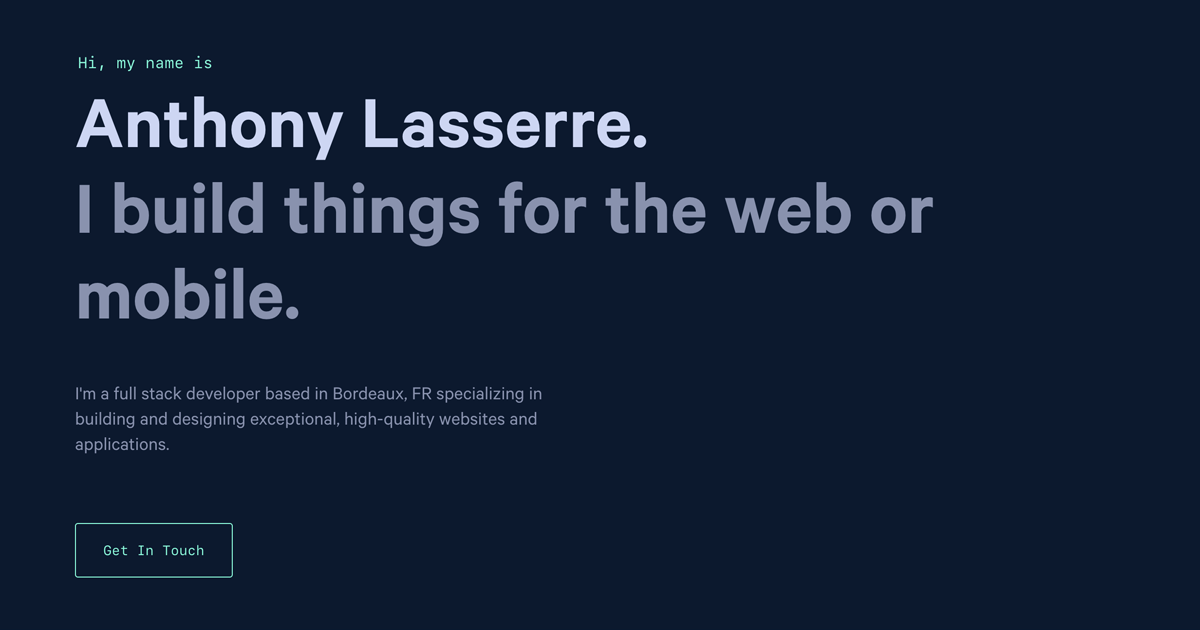 Hi, my name is
Anthony Lasserre.
I build things for the web or
mobile.
I'm a full stack developer based in Bordeaux, FR specializing in
building and designing exceptional, high-quality websites and
applications.
Get In Touch